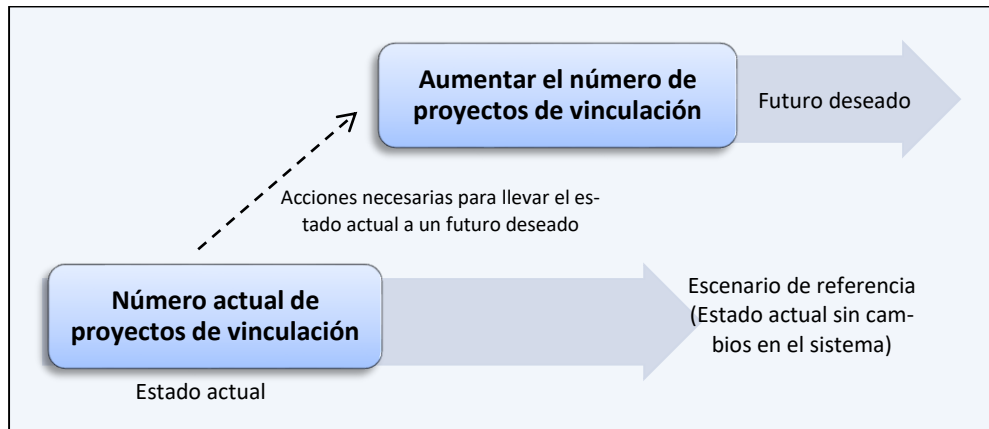 Aumentar el número de
proyectos de vinculación
Futuro deseado
Acciones necesarias para llevar el es-
tado actual a un futuro deseado
Número actual de
proyectos de vinculación
Escenario de referencia
(Estado actual sin cam-
bios en el sistema)
Estado actual